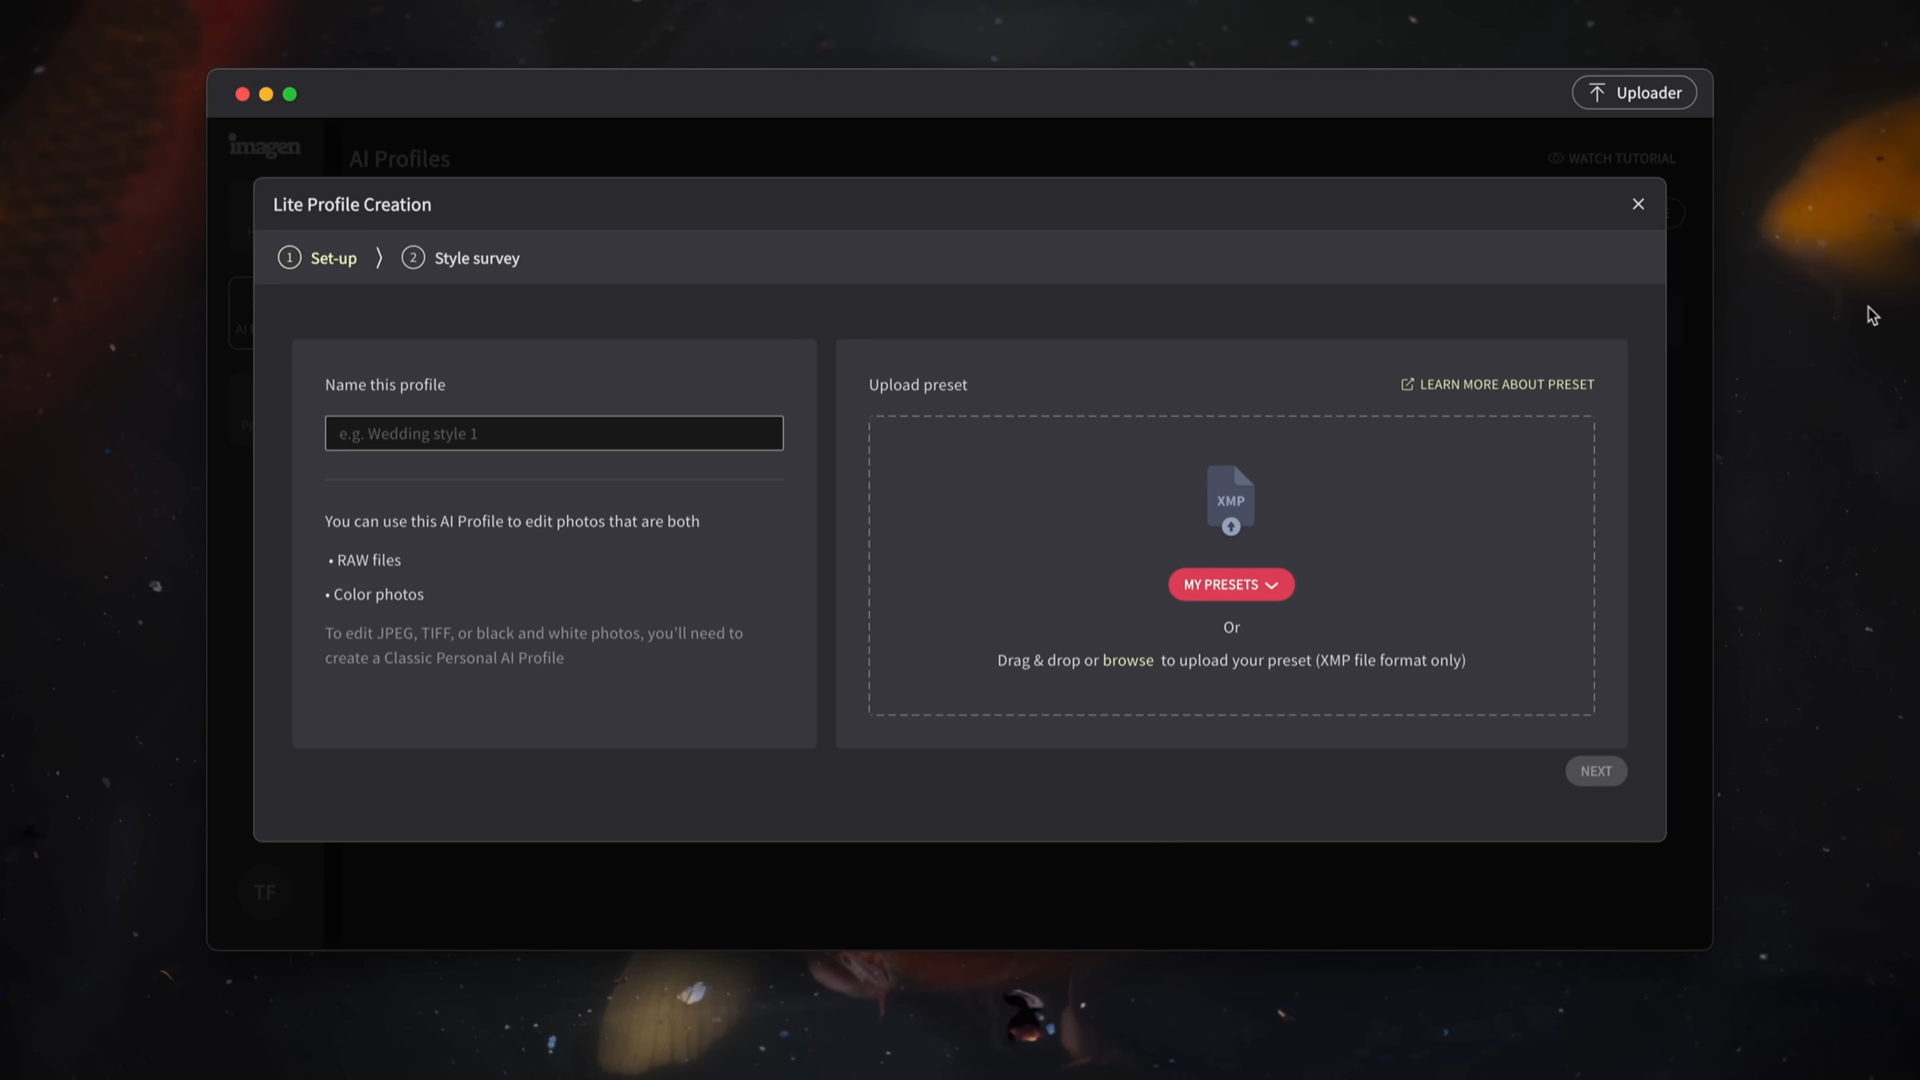 Uploader
imagen
AI Profiles
WATCH TUTORIAL
Lite Profile Creation
1 Set-up
2 Style survey
Name this profile
e.g. Wedding style 1
You can use this AI Profile to edit photos that are both
• RAW files
• Color photos
To edit JPEG, TIFF, or black and white photos, you'll need to
create a Classic Personal AI Profile
Upload preset
LEARN MORE ABOUT PRESET
XMP
MY PRESETS
Or
Drag & drop or browse to upload your preset (XMP file format only)
NEXT
AI
TF